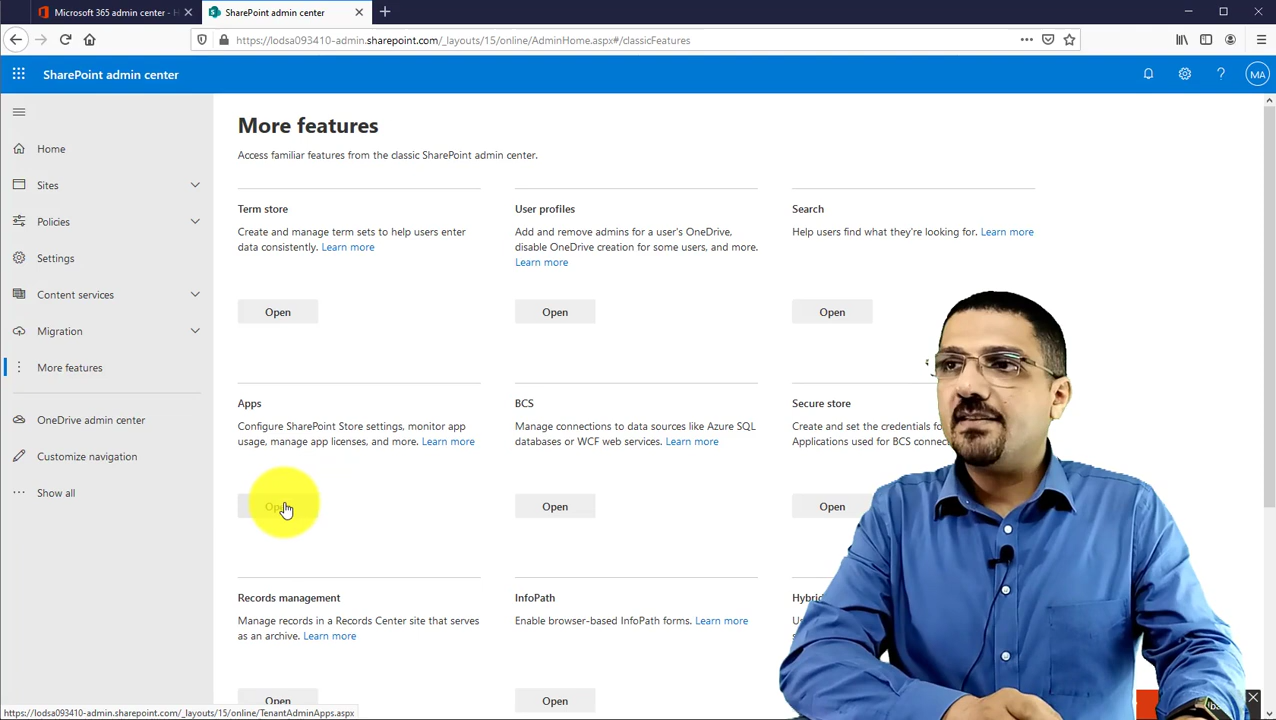 Microsoft 365 admin center - H
SharePoint admin center
https://lodsa093410-admin.sharepoint.com/_layouts/15/online/AdminHome.aspx#/classicFeatures
SharePoint admin center
MA
Home
Sites
Policies
Settings
Content services
Migration
More features
OneDrive admin center
Customize navigation
Show all
More features
Access familiar features from the classic SharePoint admin center.
Term store
Create and manage term sets to help users enter
data consistently. Learn more
Open
User profiles
Add and remove admins for a user's OneDrive,
disable OneDrive creation for some users, and more.
Learn more
Open
Search
Help users find what they're looking for. Learn more
Open
Apps
Configure SharePoint Store settings, monitor app
usage, manage app licenses, and more. Learn more
BCS
Manage connections to data sources like Azure SQL
databases or WCF web services. Learn more
Open
Secure store
Create and set the credentials
Applications used for BCS
Open
Records management
Manage records in a Records Center site that serves
as an archive. Learn more
Open
InfoPath
Enable browser-based InfoPath forms. Learn more
Open
https://lodsa093410-admin.sharepoint.com/_layouts/15/online/TenantAdminApps.aspx